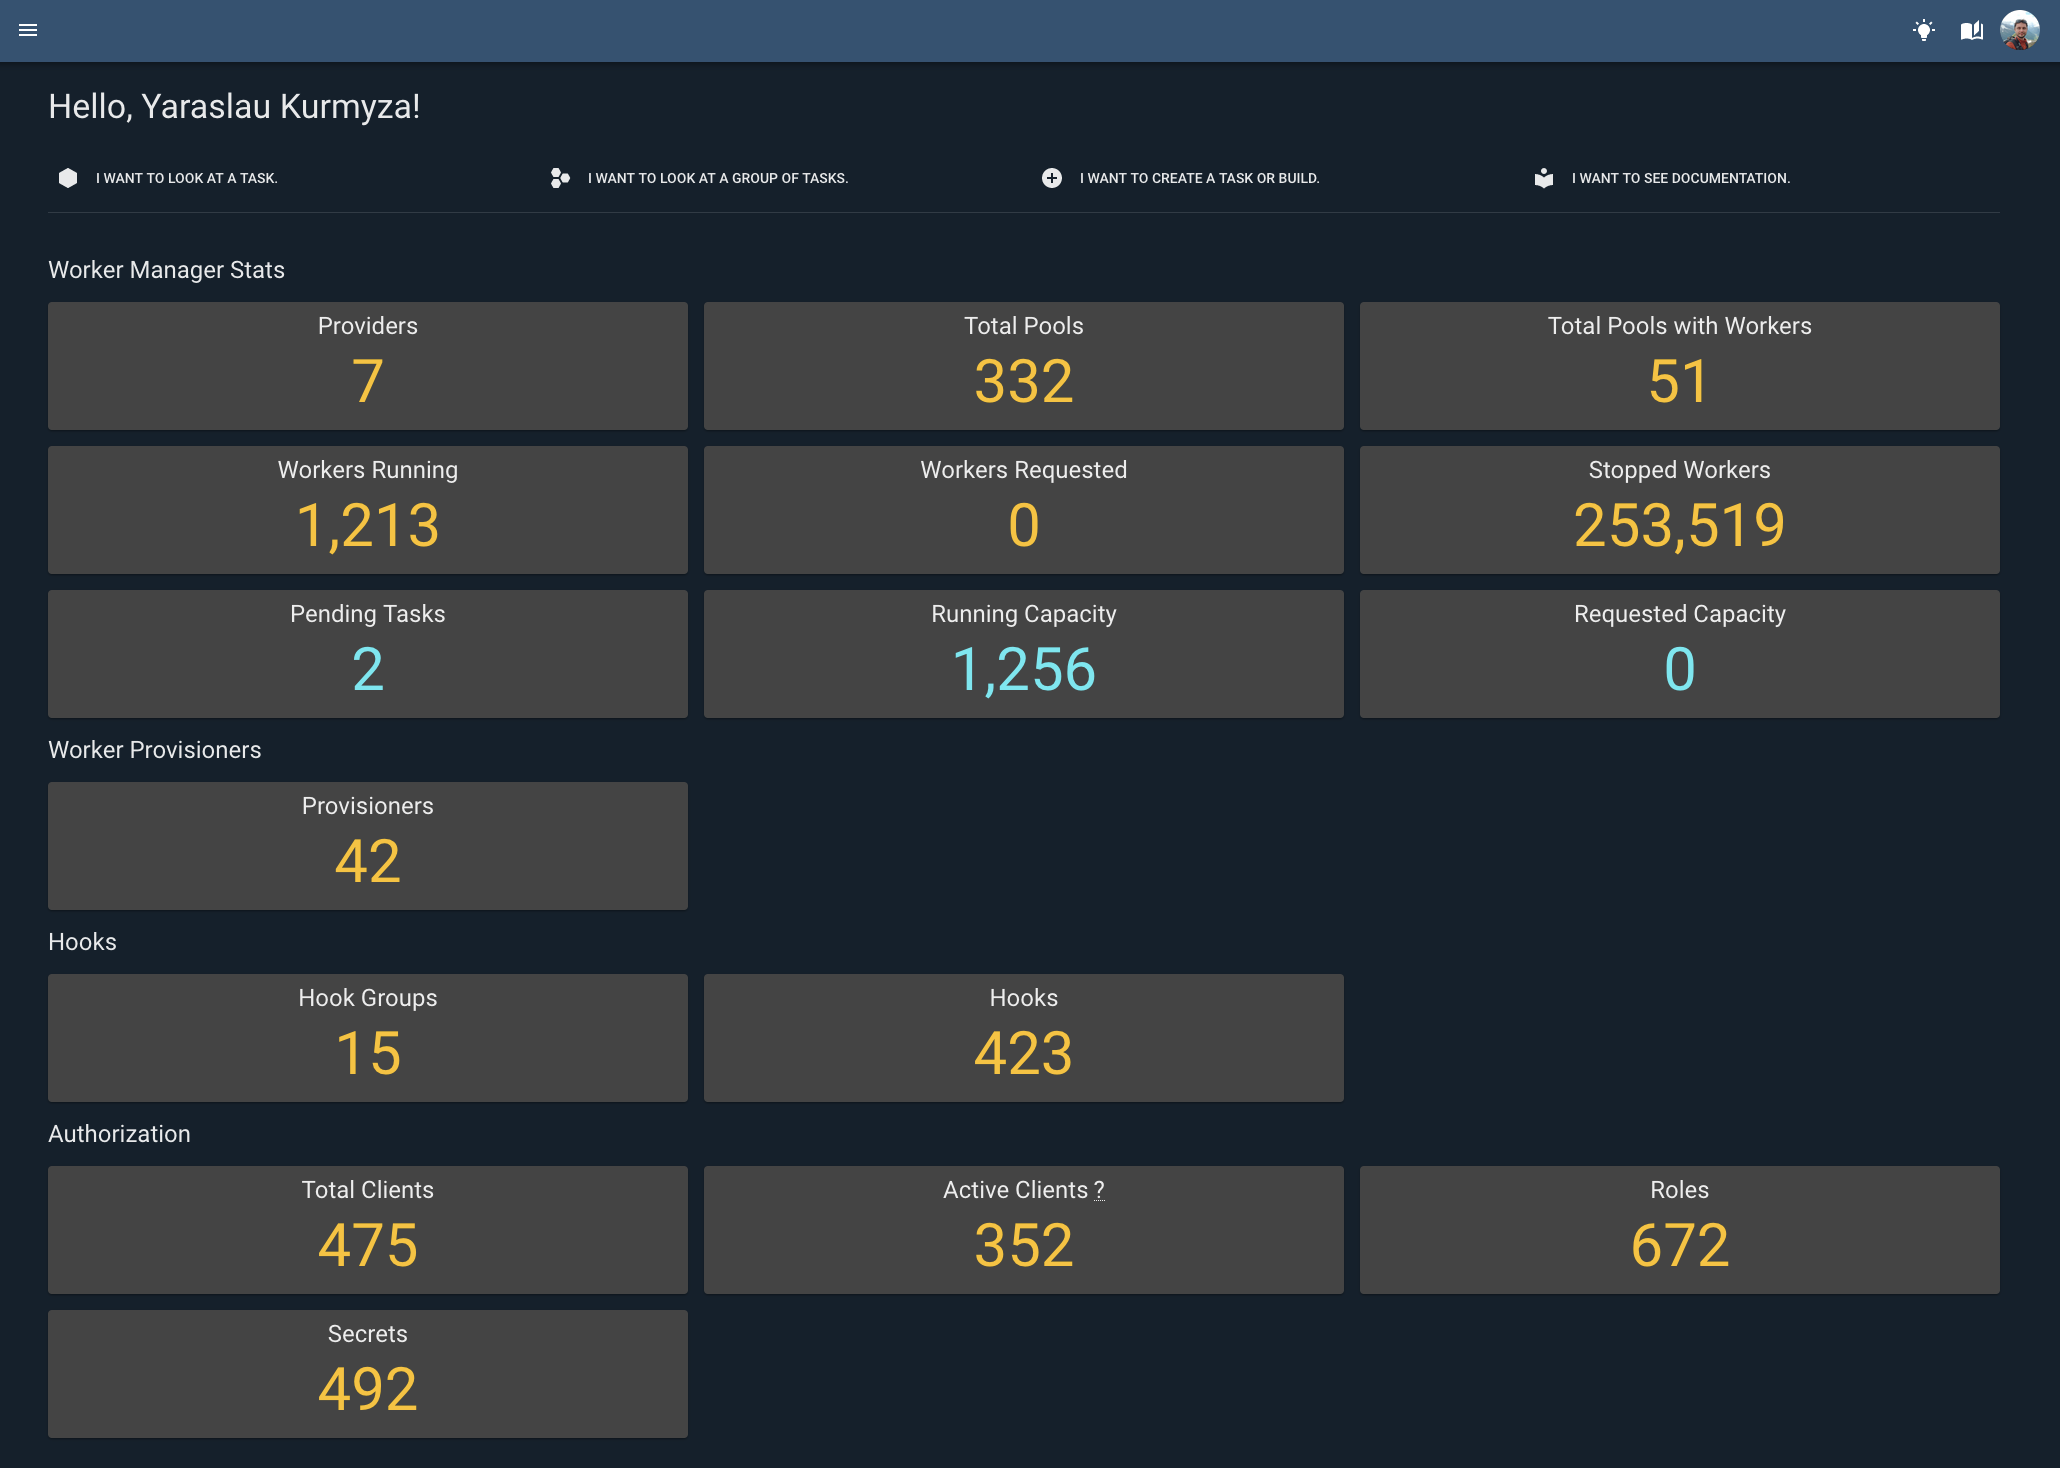 Hello, Yaraslau Kurmyza!
I WANT TO LOOK AT A TASK.
I WANT TO LOOK AT A GROUP OF TASKS.
I WANT TO CREATE A TASK OR BUILD.
I WANT TO SEE DOCUMENTATION.
Worker Manager Stats
Providers
7
Total Pools
332
Total Pools with Workers
51
Workers Running
1,213
Workers Requested
0
Stopped Workers
253,519
Pending Tasks
2
Running Capacity
1,256
Requested Capacity
0
Worker Provisioners
Provisioners
42
Hooks
Hook Groups
15
Hooks
423
Authorization
Total Clients
475
Active Clients ?
352
Roles
672
Secrets
492